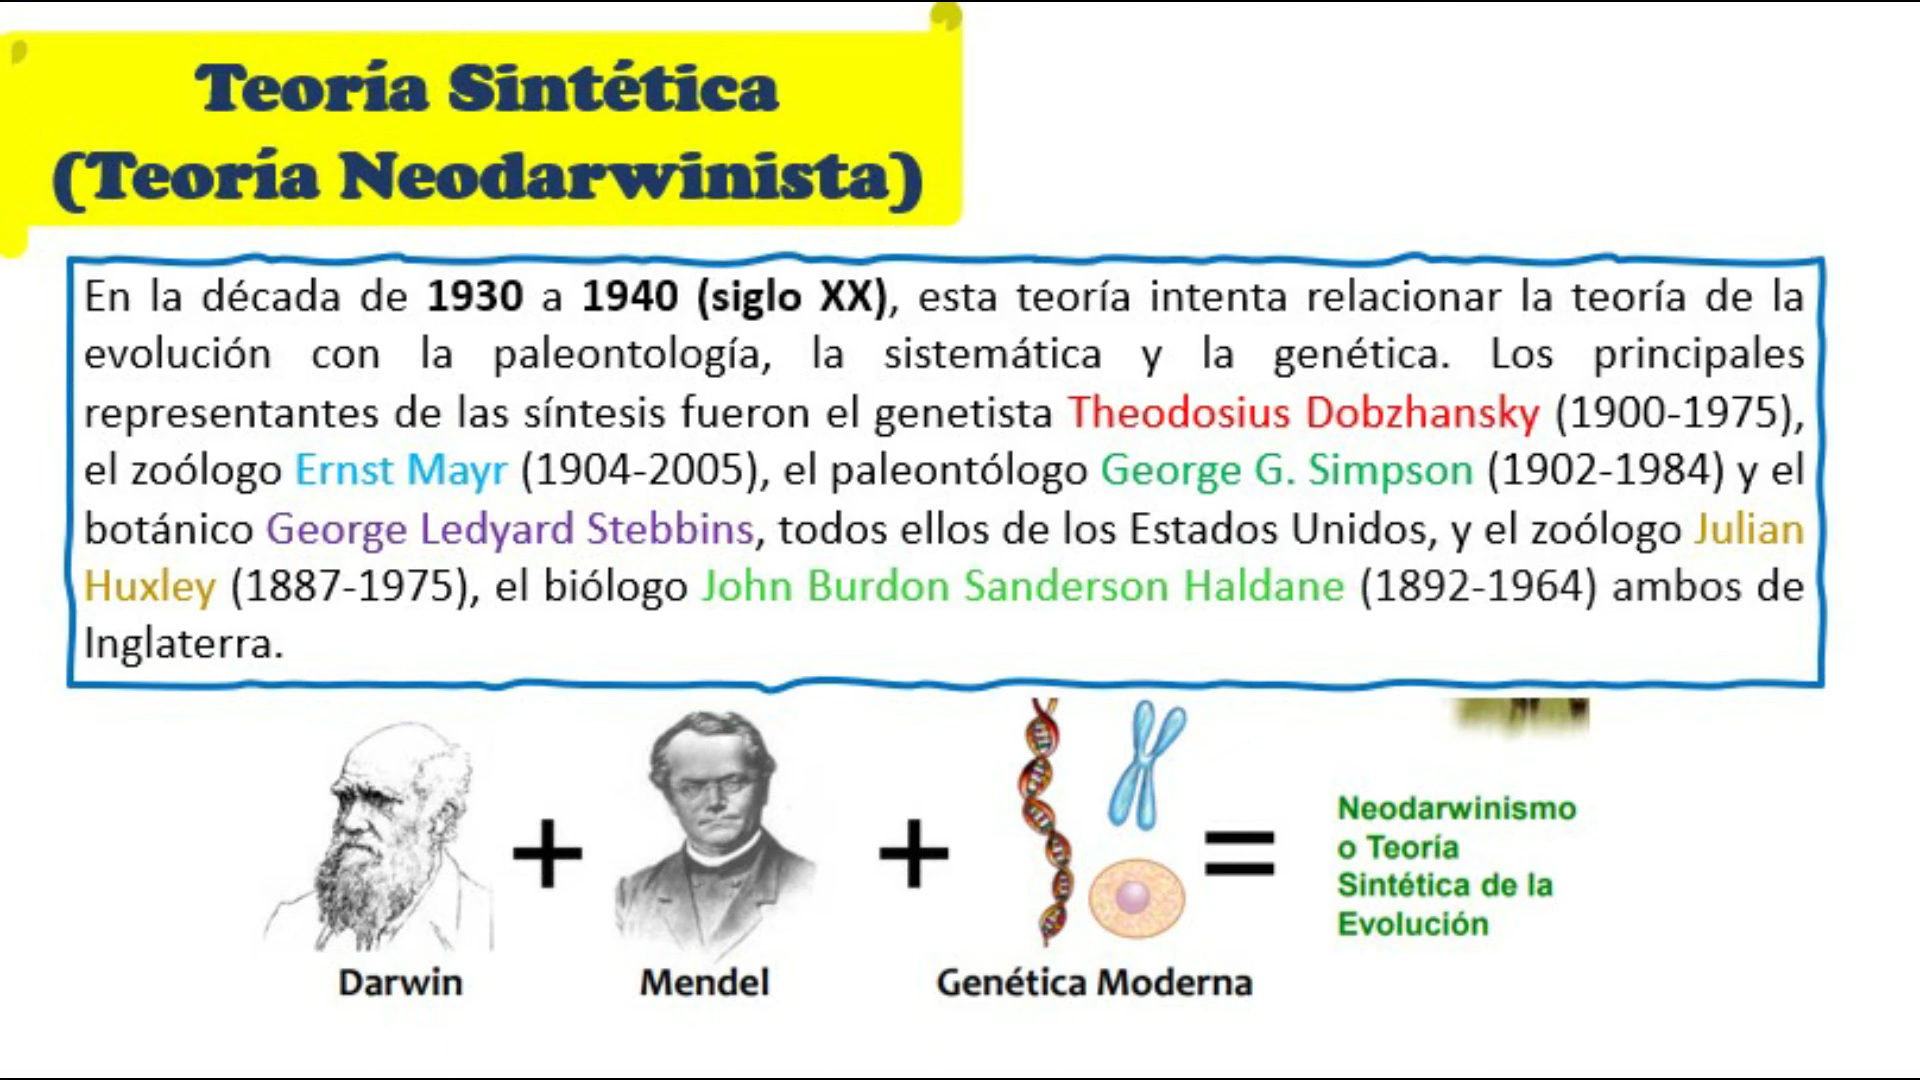 Teoría Sintética
(Teoría Neodarwinista)
En la década de 1930 a 1940 (siglo XX), esta teoría intenta relacionar la teoría de la
evolución con la paleontología, la sistemática y la genética. Los principales
representantes de las síntesis fueron el genetista Theodosius Dobzhansky (1900-1975),
el zoólogo Ernst Mayr (1904-2005), el paleontólogo George G. Simpson (1902-1984) y el
botánico George Ledyard Stebbins, todos ellos de los Estados Unidos, y el zoólogo Julian
Huxley (1887-1975), el biólogo John Burdon Sanderson Haldane (1892-1964) ambos de
Inglaterra.
+ + =
Neodarwinismo
o Teoría
Sintética de la
Evolución
Darwin Mendel Genética Moderna